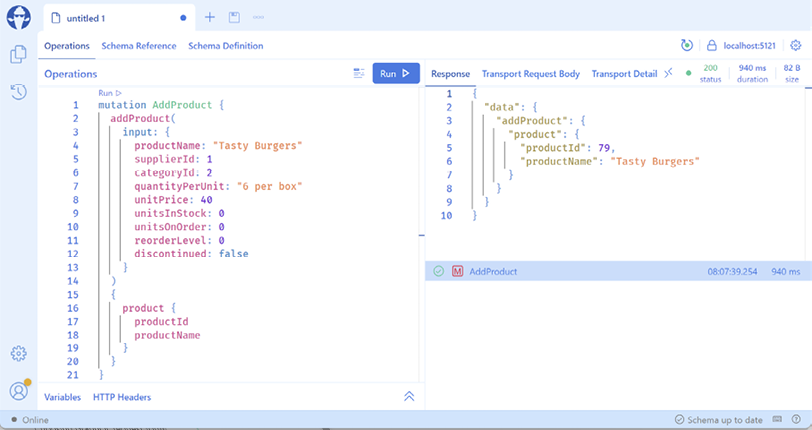 untitled 1
Operations Schema Reference Schema Definition
localhost:5121
Operations
Run
Response Transport Request Body Transport Detail
200 status
940 ms duration
82 B size
Run
1 mutation AddProduct {
2 addProduct(
3 input: {
4 productName: "Tasty Burgers"
5 supplierId: 1
6 categoryId: 2
7 quantityPerUnit: "6 per box"
8 unitPrice: 40
9 unitsInStock: 0
10 unitsOnOrder: 0
11 reorderLevel: 0
12 discontinued: false
13 }
14 )
15 {
16 product {
17 productId
18 productName
19 }
20 }
21 }
1 {
2 "data": {
3 "addProduct": {
4 "product": {
5 "productId": 79,
6 "productName": "Tasty Burgers"
7 }
8 }
9 }
10 }
M AddProduct 08:07:39.254 940 ms
Variables HTTP Headers
Online
Schema up to date